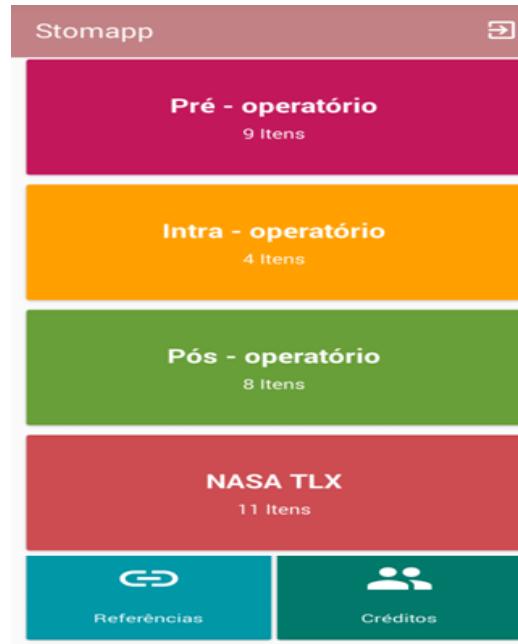 Stomapp
Pré - operatório
9 Itens
Intra - operatório
4 Itens
Pós - operatório
8 Itens
NASA TLX
11 Itens
Referências
Créditos